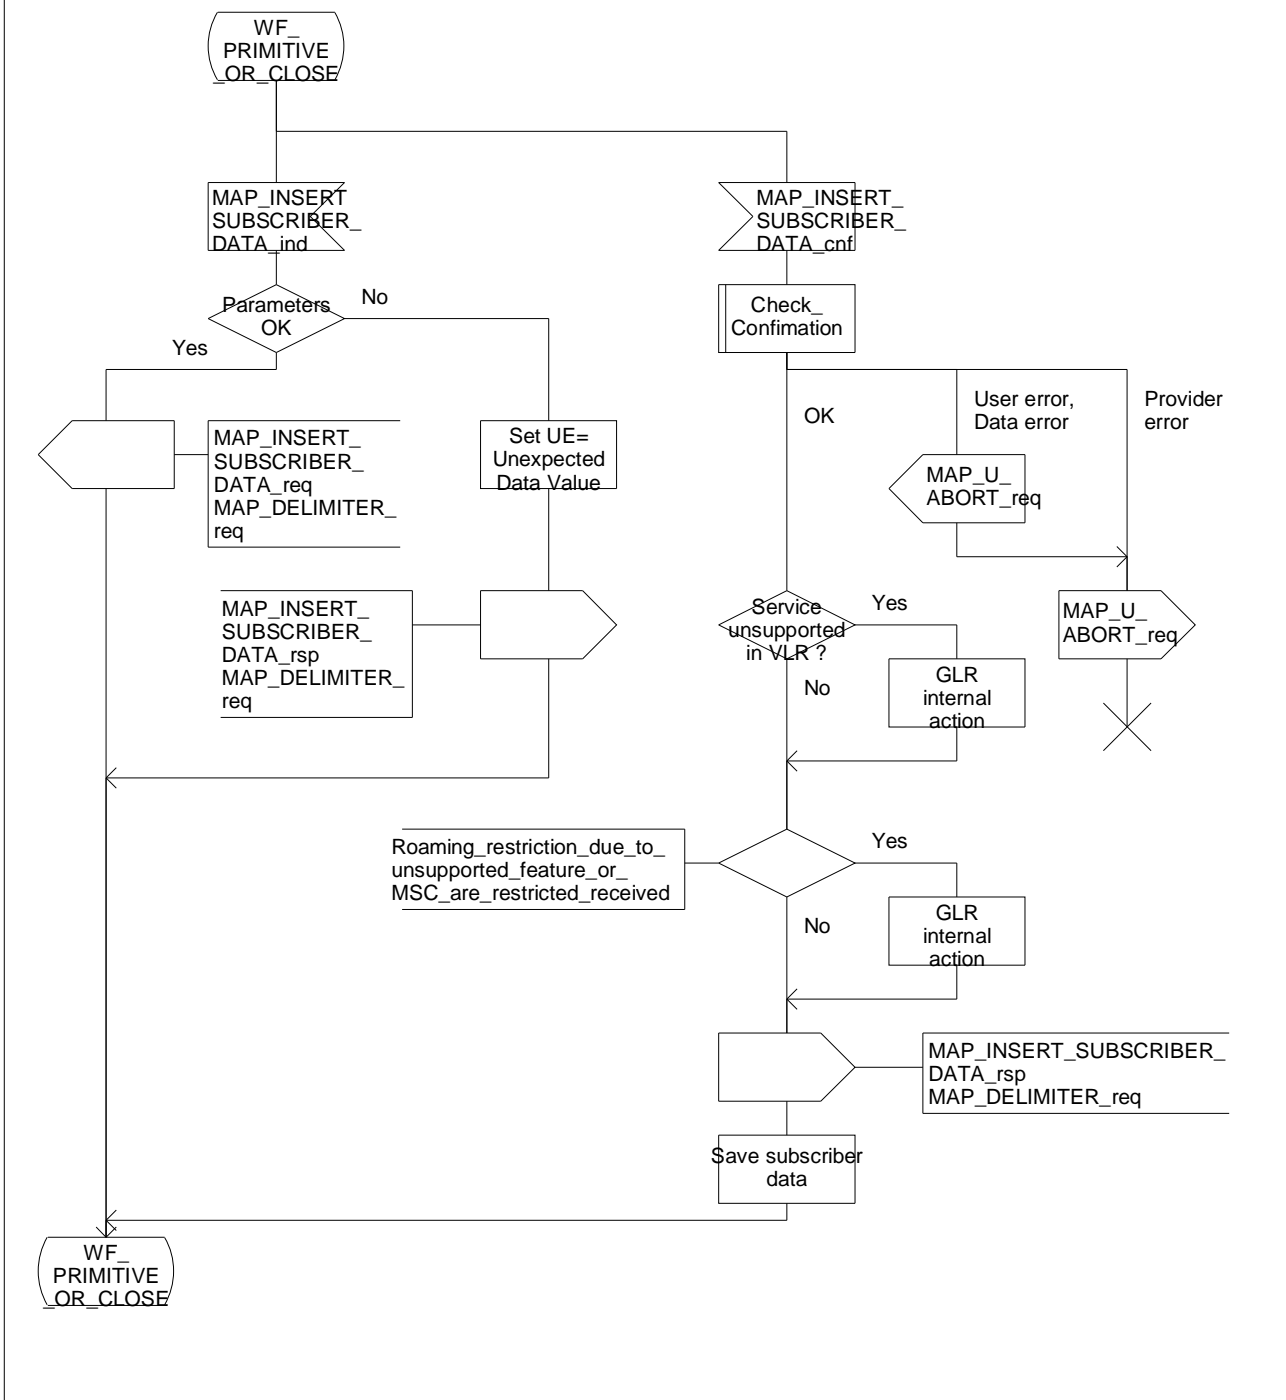 WF_
PRIMITIVE
_OR_CLOSE
MAP_INSERT
SUBSCRIBER_
DATA_ind
MAP_INSERT_
SUBSCRIBER_
DATA_cnf
Parameters
OK
No
Yes
Check_
Confimation
OK
User error,
Data error
Provider
error
MAP_INSERT_
SUBSCRIBER_
DATA_req
MAP_DELIMITER_
req
Set UE=
Unexpected
Data Value
MAP_U_
ABORT_req
MAP_INSERT_
SUBSCRIBER_
DATA_rsp
MAP_DELIMITER_
req
Service
unsupported
in VLR ?
Yes
No
MAP_U_
ABORT_req
GLR
internal
action
Roaming_restriction_due_to_
unsupported_feature_or_
MSC_are_restricted_received
Yes
No
GLR
internal
action
MAP_INSERT_SUBSCRIBER_
DATA_rsp
MAP_DELIMITER_req
Save subscriber
data
WF_
PRIMITIVE
_OR_CLOSE